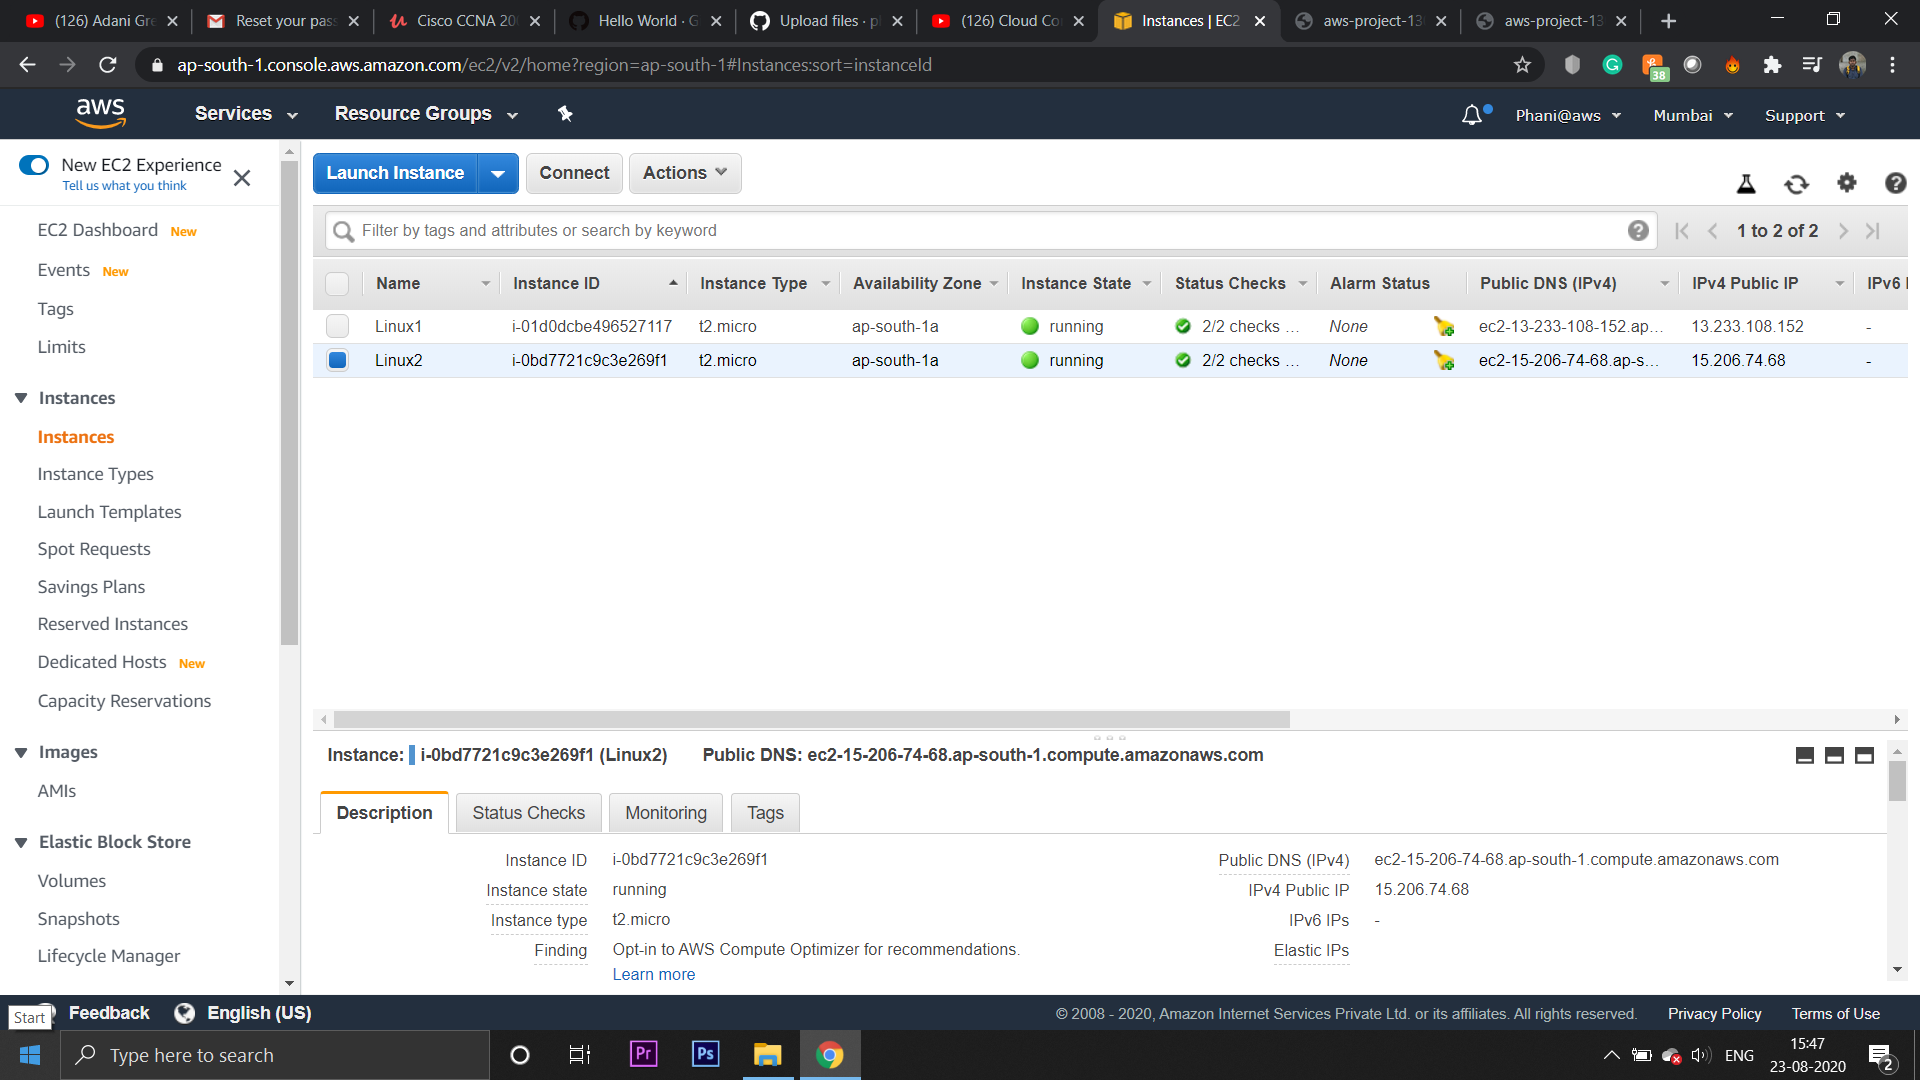 (126) Adani Gre
Reset your pass
Cisco CCNA 200
Hello World · G
Upload files · p
(126) Cloud Co
Instances | EC2
aws-project-13
aws-project-13
ap-south-1.console.aws.amazon.com/ec2/v2/home?region=ap-south-1#Instances:sort=instanceId
38
aws
Services
Resource Groups
Phani@aws
Mumbai
Support
New EC2 Experience
Tell us what you think
Launch Instance
Connect
Actions
EC2 Dashboard New
Events New
Tags
Limits
Instances
Instances
Instance Types
Launch Templates
Spot Requests
Savings Plans
Reserved Instances
Dedicated Hosts New
Capacity Reservations
Images
AMIs
Elastic Block Store
Volumes
Snapshots
Lifecycle Manager
Filter by tags and attributes or search by keyword
1 to 2 of 2
Name Instance ID Instance Type Availability Zone Instance State Status Checks Alarm Status Public DNS (IPv4) IPv4 Public IP IPv6 I
Linux1 i-01d0dcbe496527117 t2.micro ap-south-1a running 2/2 checks ... None ec2-13-233-108-152.ap... 13.233.108.152 -
Linux2 i-0bd7721c9c3e269f1 t2.micro ap-south-1a running 2/2 checks ... None ec2-15-206-74-68.ap-s... 15.206.74.68 -
Instance: i-0bd7721c9c3e269f1 (Linux2) Public DNS: ec2-15-206-74-68.ap-south-1.compute.amazonaws.com
Description
Status Checks
Monitoring
Tags
Instance ID i-0bd7721c9c3e269f1
Instance state running
Instance type t2.micro
Finding Opt-in to AWS Compute Optimizer for recommendations.
Learn more
Public DNS (IPv4) ec2-15-206-74-68.ap-south-1.compute.amazonaws.com
IPv4 Public IP 15.206.74.68
IPv6 IPs -
Elastic IPs
Start
Feedback
English (US)
© 2008 - 2020, Amazon Internet Services Private Ltd. or its affiliates. All rights reserved.
Privacy Policy
Terms of Use
Type here to search
Pr
Ps
ENG
15:47
23-08-2020
2